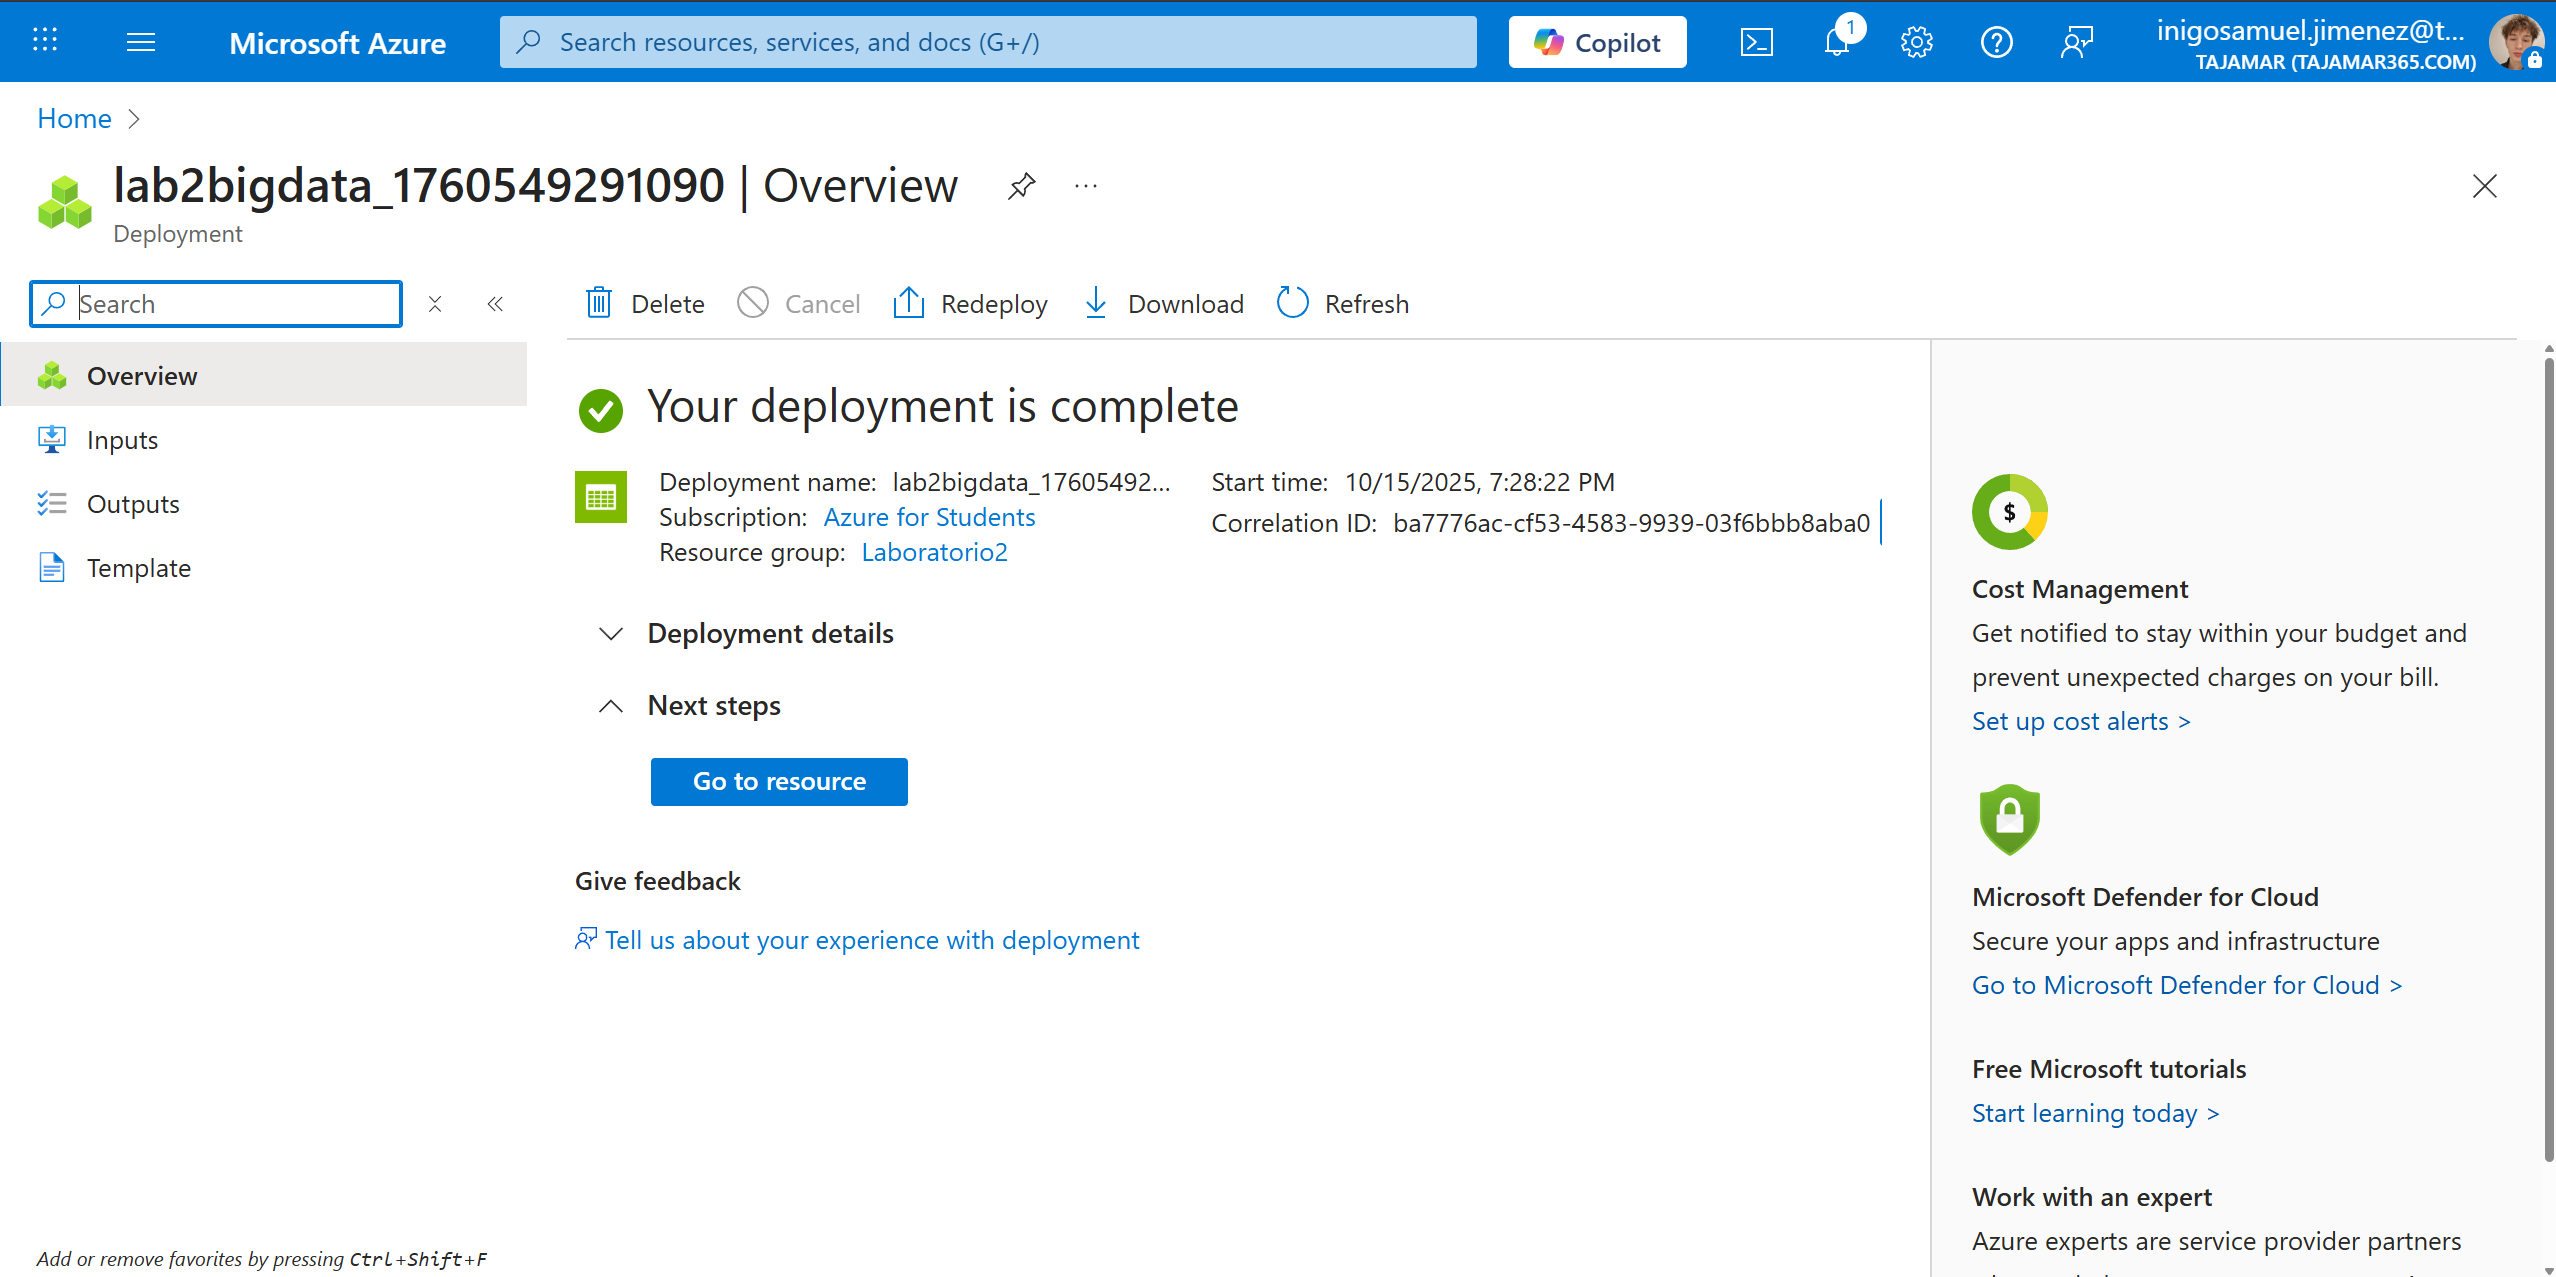 Microsoft Azure
Search resources, services, and docs (G+/)
Copilot
1
inigosamuel.jimenez@t...
TAJAMAR (TAJAMAR365.COM)
Home
lab2bigdata_1760549291090 | Overview
Deployment
Search
Delete
Cancel
Redeploy
Download
Refresh
Overview
Inputs
Outputs
Template
Your deployment is complete
Deployment name: lab2bigdata_17605492...
Subscription: Azure for Students
Resource group: Laboratorio2
Start time: 10/15/2025, 7:28:22 PM
Correlation ID: ba7776ac-cf53-4583-9939-03f6bbb8aba0
Deployment details
Next steps
Go to resource
Give feedback
Tell us about your experience with deployment
$
Cost Management
Get notified to stay within your budget and
prevent unexpected charges on your bill.
Set up cost alerts >
Microsoft Defender for Cloud
Secure your apps and infrastructure
Go to Microsoft Defender for Cloud >
Free Microsoft tutorials
Start learning today >
Work with an expert
Azure experts are service provider partners
Add or remove favorites by pressing Ctrl+Shift+F